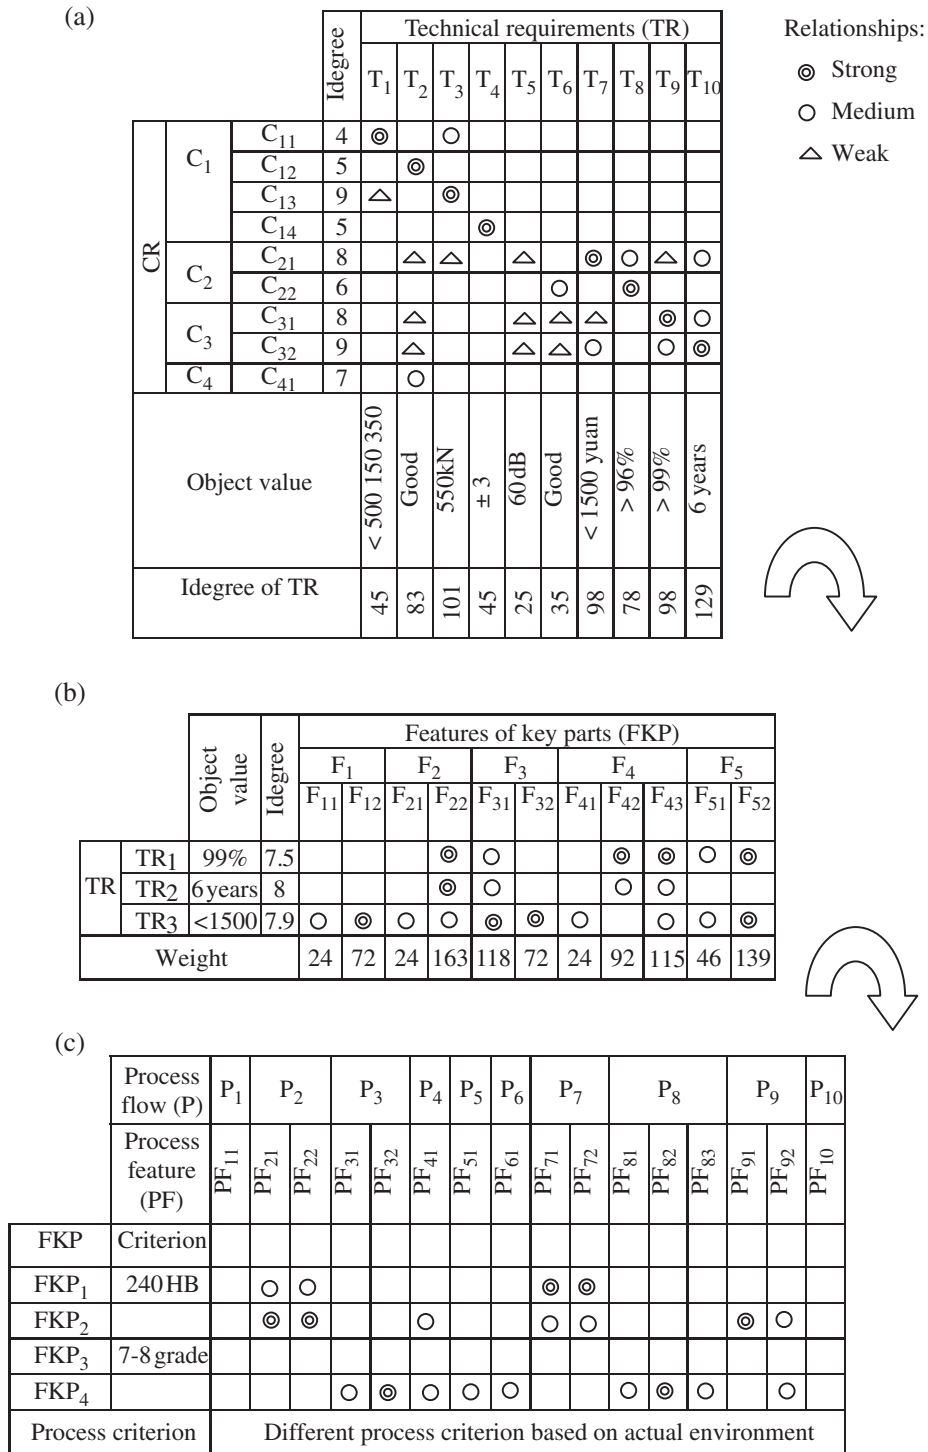 (a)
Idegree
Technical requirements (TR)
T1 T2 T3 T4 T5 T6 T7 T8 T9 T10
Relationships:
◎ Strong
○ Medium
△ Weak
CR
C1
C11 4 ◎ ○
C12 5 ◎
C13 9 △ ◎
C14 5 ◎
C2
C21 8 △ △ △ ◎ ○ △ ○
C22 6 ○ ◎
C3
C31 8 △ △ △ △ ◎ ○
C32 9 △ △ △ ○ ○ ◎
C4 C41 7 ○
Object value < 500 150 350 Good 550kN ± 3 60dB Good < 1500 yuan > 96% > 99% 6 years
Idegree of TR 45 83 101 45 25 35 98 78 98 129
(b)
Object value
Idegree
Features of key parts (FKP)
F1 F2 F3 F4 F5
F11 F12 F21 F22 F31 F32 F41 F42 F43 F51 F52
TR
TR1 99% 7.5 ◎ ○ ◎ ◎ ○ ◎
TR2 6 years 8 ◎ ○ ○ ○
TR3 <1500 7.9 ○ ◎ ○ ○ ◎ ◎ ○ ○ ○ ◎
Weight 24 72 24 163 118 72 24 92 115 46 139
(c)
Process flow (P) P1 P2 P3 P4 P5 P6 P7 P8 P9 P10
Process feature (PF) PF11 PF21 PF22 PF31 PF32 PF41 PF51 PF61 PF71 PF72 PF81 PF82 PF83 PF91 PF92 PF10
FKP Criterion
FKP1 240HB ○ ○ ◎ ◎
FKP2 ◎ ◎ ○ ○ ○ ◎ ○
FKP3 7-8 grade
FKP4 ○ ◎ ○ ○ ○ ○ ◎ ○ ○
Process criterion Different process criterion based on actual environment